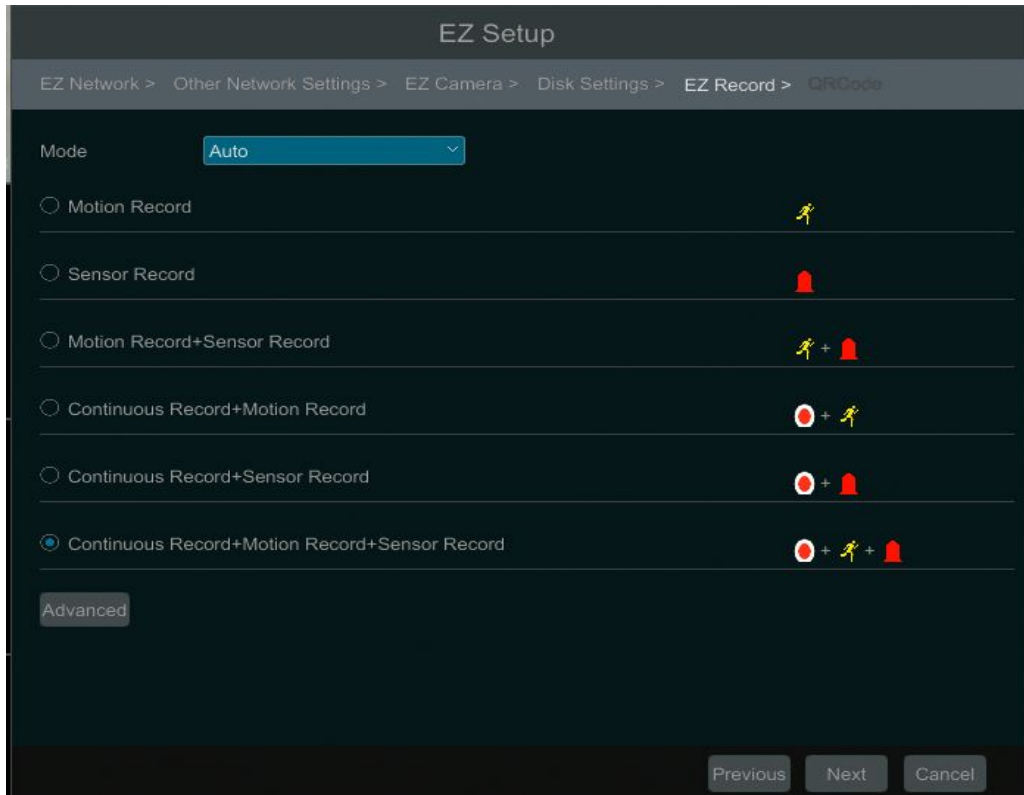 EZ Setup
EZ Network > Other Network Settings > EZ Camera > Disk Settings > EZ Record > QRCode
Mode Auto
Motion Record
Sensor Record
Motion Record+Sensor Record +
Continuous Record+Motion Record +
Continuous Record+Sensor Record +
Continuous Record+Motion Record+Sensor Record + +
Advanced
Previous Next Cancel